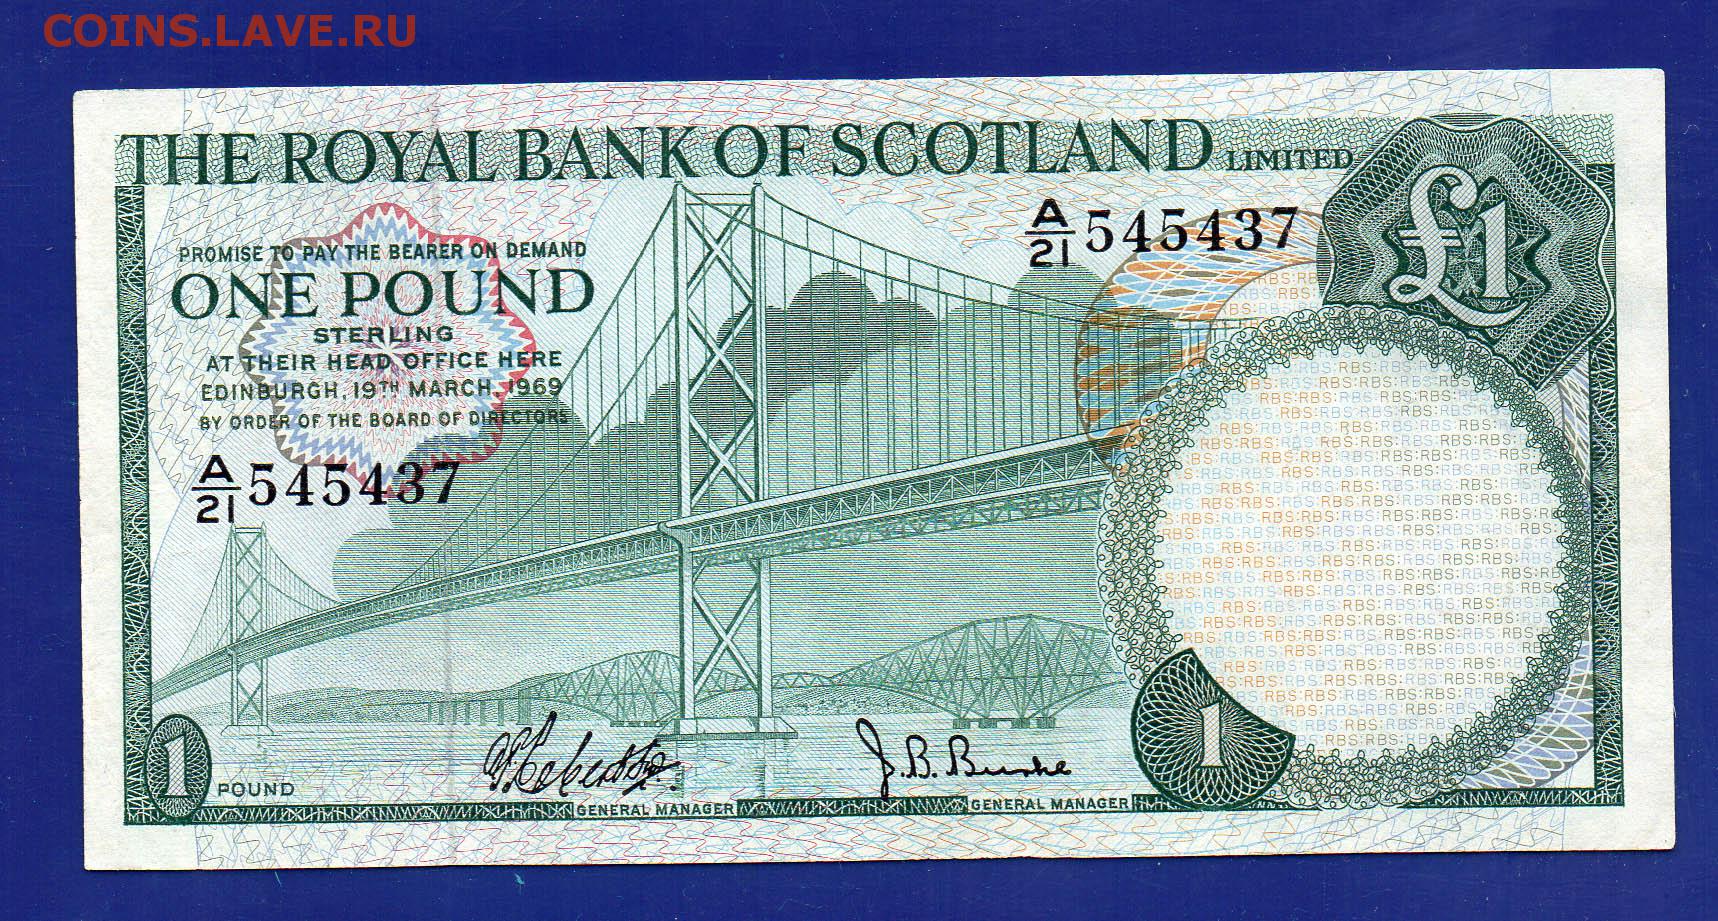 COINS.LAVE.RU
THE ROYAL BANK OF SCOTLAND LIMITED
£1
A/21 545437
PROMISE TO PAY THE BEARER ON DEMAND
ONE POUND
STERLING
AT THEIR HEAD OFFICE HERE
EDINBURGH, 19TH MARCH, 1969
BY ORDER OF THE BOARD OF DIRECTORS
A/21 545437
J. B. Burke
1 POUND
1
GENERAL MANAGER
GENERAL MANAGER